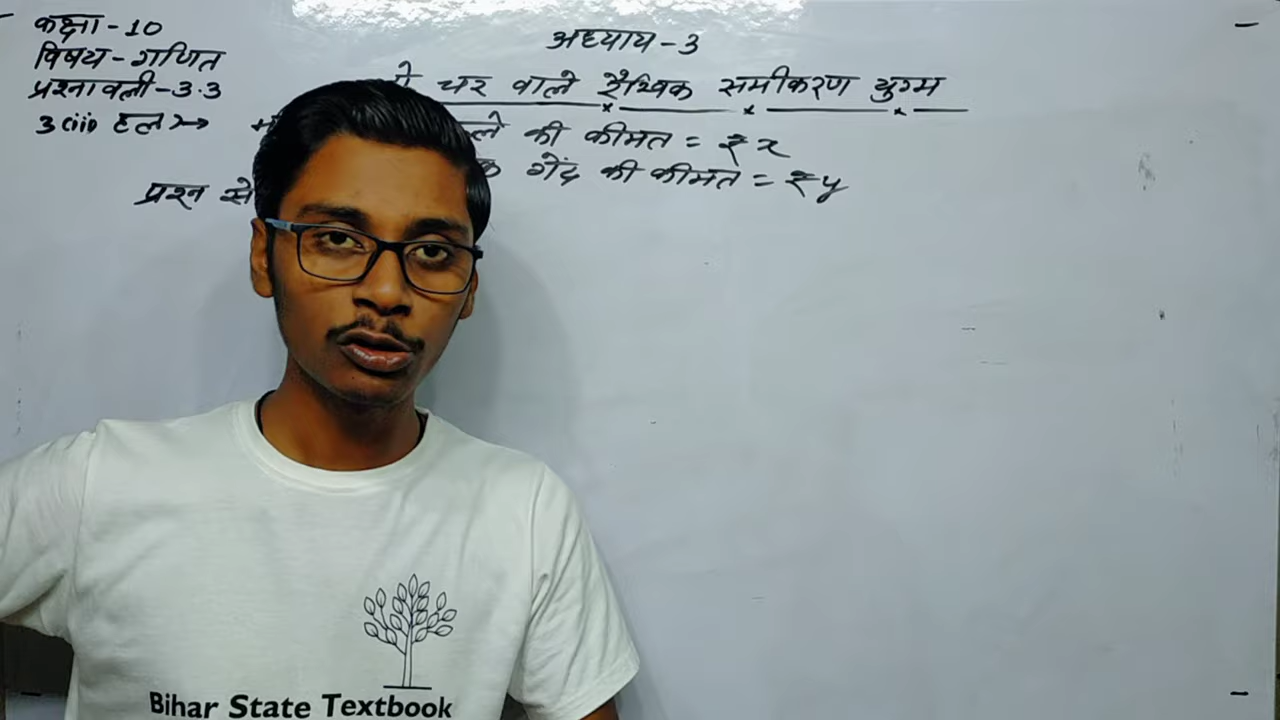 कक्षा-10
विषय-गणित
प्रश्नावली-3.3
3(iii) हल→
अध्याय-3
चर वाले रैखिक समीकरण युग्म
की कीमत = ₹x
गेंद की कीमत = ₹y
प्रश्न से
Bihar State Textbook